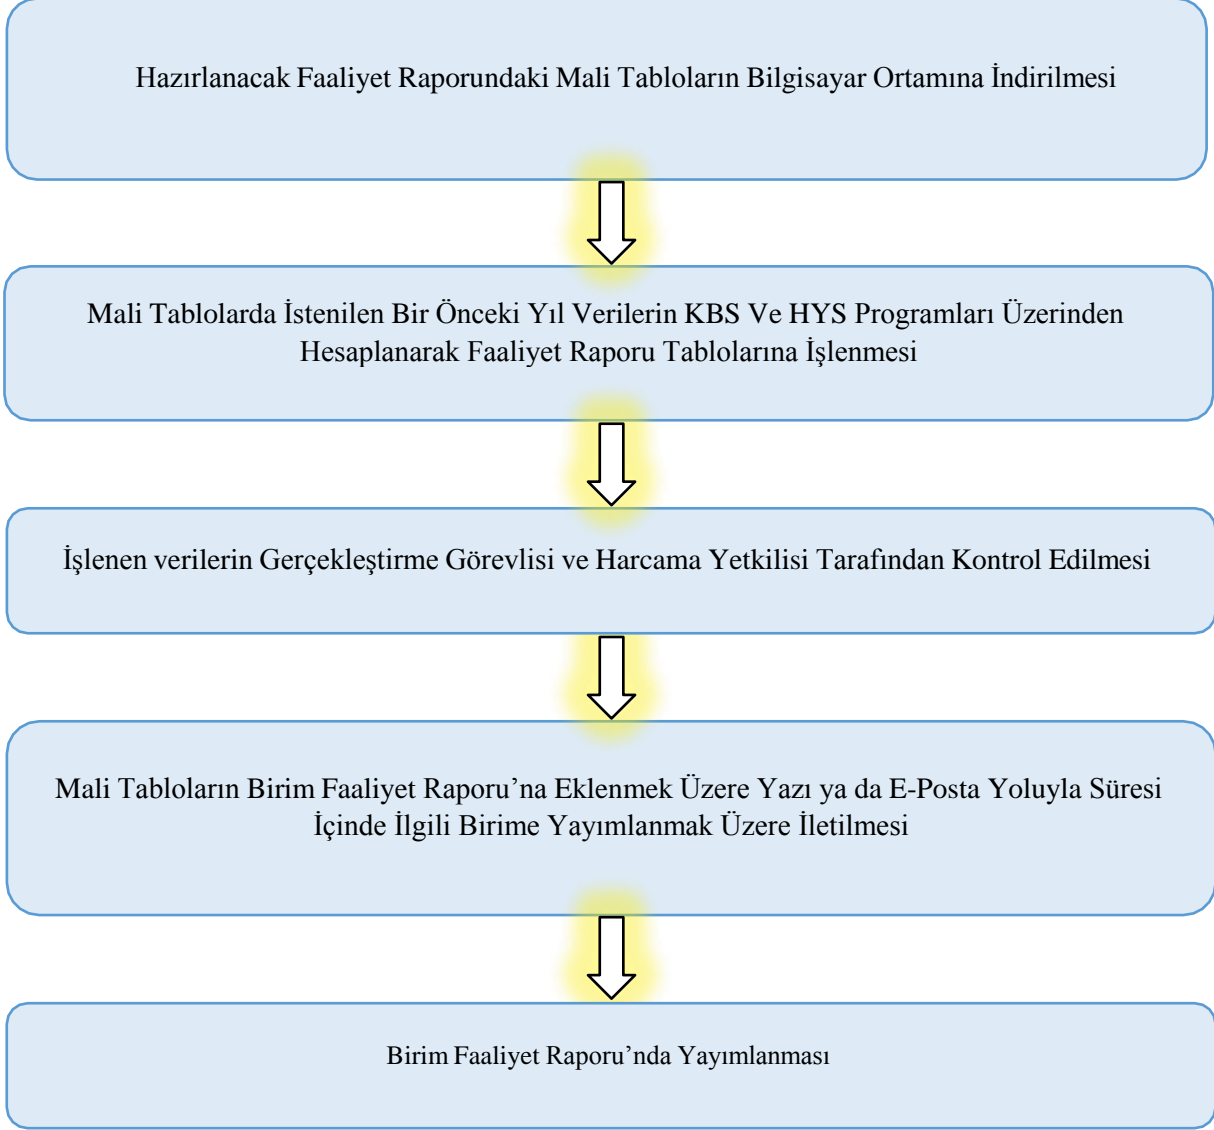 Hazırlanacak Faaliyet Raporundaki Mali Tabloların Bilgisayar Ortamına İndirilmesi
Mali Tablolarda İstenilen Bir Önceki Yıl Verilerin KBS Ve HYS Programları Üzerinden
Hesaplanarak Faaliyet Raporu Tablolarına İşlenmesi
İşlenen verilerin Gerçekleştirme Görevlisi ve Harcama Yetkilisi Tarafından Kontrol Edilmesi
Mali Tabloların Birim Faaliyet Raporu’na Eklenmek Üzere Yazı ya da E-Posta Yoluyla Süresi
İçinde İlgili Birime Yayımlanmak Üzere İletilmesi
Birim Faaliyet Raporu’nda Yayımlanması